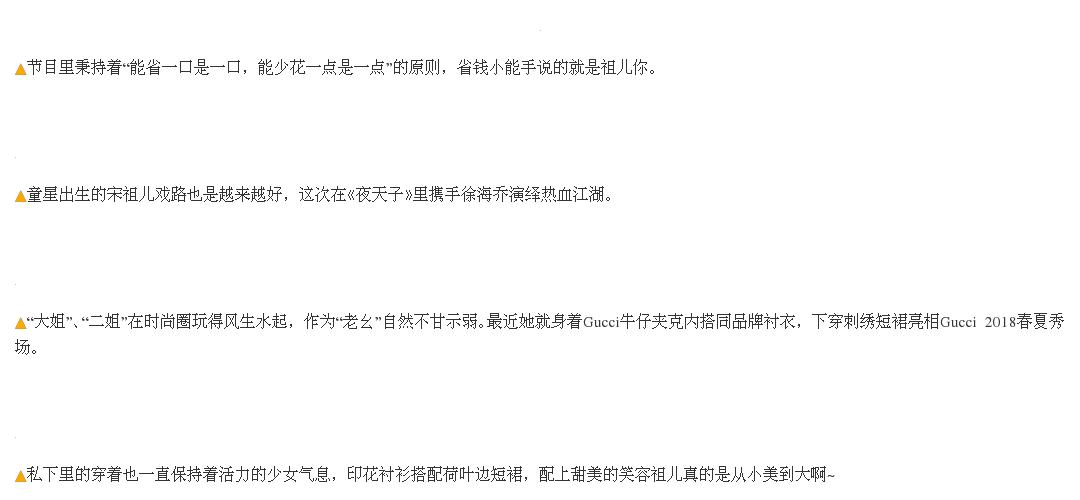 ▲节目里秉持着“能省一口是一口，能少花一点是一点”的原则，省钱小能手说的就是祖儿你。
▲童星出生的宋祖儿戏路也是越来越好，这次在《夜天子》里携手徐海乔演绎热血江湖。
▲“大姐”、“二姐”在时尚圈玩得风生水起，作为“老幺”自然不甘示弱。最近她就身着Gucci牛仔夹克内搭同品牌衬衣，下穿刺绣短裙亮相Gucci 2018春夏秀
场。
▲私下里的穿着也一直保持着活力的少女气息，印花衬衫搭配荷叶边短裙，配上甜美的笑容祖儿真的是从小美到大啊~